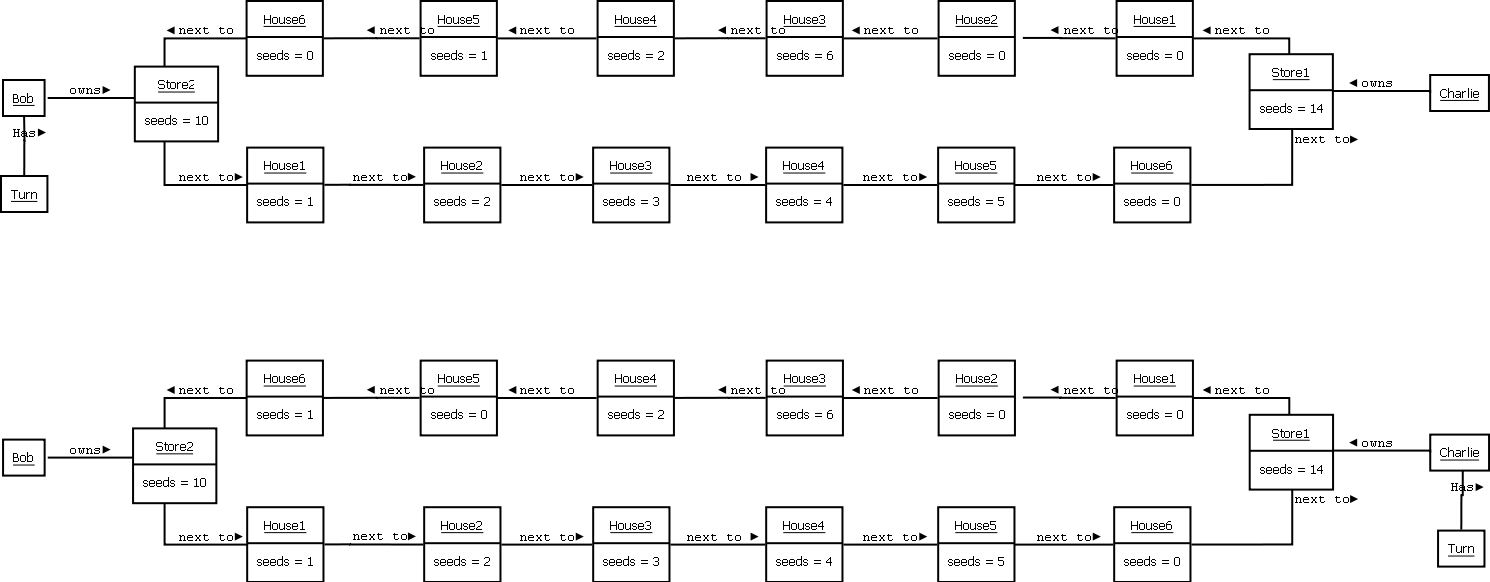 House6 House5 House4 House3 House2 House1
◄ next to ◄ next to ◄ next to ◄ next to ◄ next to ◄ next to ◄ next to
seeds = 0 seeds = 1 seeds = 2 seeds = 6 seeds = 0 seeds = 0
Store2 Store1
Bob owns► ◄ owns Charlie
seeds = 10 seeds = 14
Has►
next to►
House1 House2 House3 House4 House5 House6
next to► next to► next to► next to► next to► next to►
Turn
seeds = 1 seeds = 2 seeds = 3 seeds = 4 seeds = 5 seeds = 0
House6 House5 House4 House3 House2 House1
◄ next to ◄ next to ◄ next to ◄ next to ◄ next to ◄ next to ◄ next to
seeds = 1 seeds = 0 seeds = 2 seeds = 6 seeds = 0 seeds = 0
Store2 Store1
Bob owns► ◄ owns Charlie
seeds = 10 seeds = 14
Has►
next to►
House1 House2 House3 House4 House5 House6
next to► next to► next to► next to► next to► next to►
Turn
seeds = 1 seeds = 2 seeds = 3 seeds = 4 seeds = 5 seeds = 0